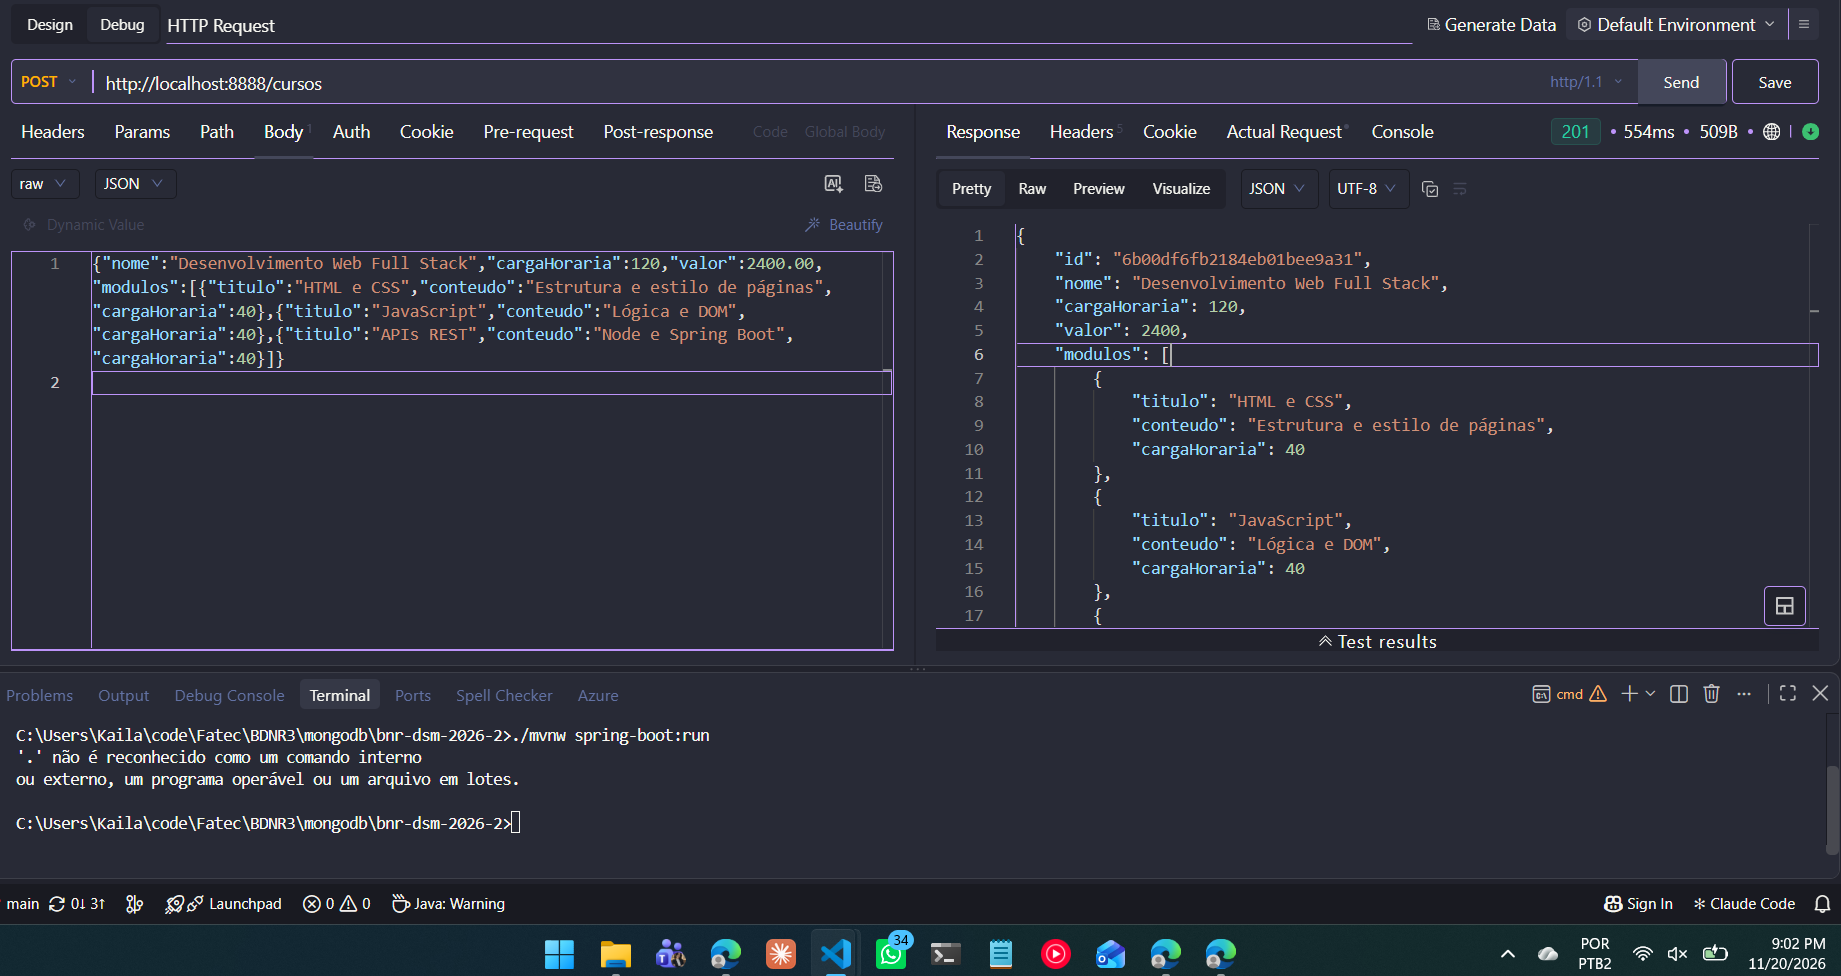 Design Debug HTTP Request Generate Data Default Environment
POST http://localhost:8888/cursos http/1.1 Send Save
Headers Params Path Body 1 Auth Cookie Pre-request Post-response Code Global Body
raw JSON
Dynamic Value Beautify
1 {"nome":"Desenvolvimento Web Full Stack","cargaHoraria":120,"valor":2400.00,
"modulos":[{"titulo":"HTML e CSS","conteudo":"Estrutura e estilo de páginas",
"cargaHoraria":40},{"titulo":"JavaScript","conteudo":"Lógica e DOM",
"cargaHoraria":40},{"titulo":"APIs REST","conteudo":"Node e Spring Boot",
"cargaHoraria":40}]}
2
Response Headers 5 Cookie Actual Request Console 201 • 554ms • 509B
Pretty Raw Preview Visualize JSON UTF-8
1 {
2 "id": "6b00df6fb2184eb01bee9a31",
3 "nome": "Desenvolvimento Web Full Stack",
4 "cargaHoraria": 120,
5 "valor": 2400,
6 "modulos": [
7 {
8 "titulo": "HTML e CSS",
9 "conteudo": "Estrutura e estilo de páginas",
10 "cargaHoraria": 40
11 },
12 {
13 "titulo": "JavaScript",
14 "conteudo": "Lógica e DOM",
15 "cargaHoraria": 40
16 },
17 {
Test results
Problems Output Debug Console Terminal Ports Spell Checker Azure cmd
C:\Users\Kaila\code\Fatec\BDNR3\mongodb\bnr-dsm-2026-2>./mvnw spring-boot:run
'.' não é reconhecido como um comando interno
ou externo, um programa operável ou um arquivo em lotes.
C:\Users\Kaila\code\Fatec\BDNR3\mongodb\bnr-dsm-2026-2>
main 0↓ 3↑ Launchpad 0 0 Java: Warning Sign In Claude Code
34
POR
PTB2
9:02 PM
11/20/2026